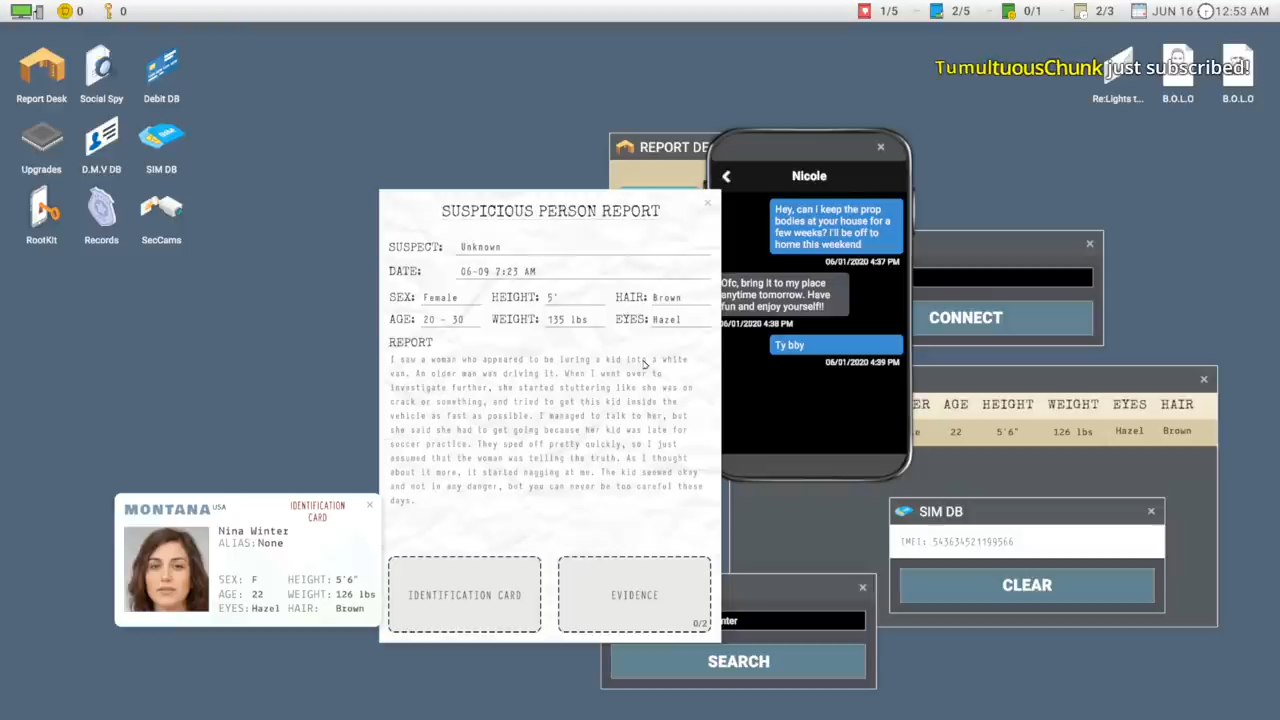 0
0
1/5
2/5
0/1
2/3
JUN 16
12:53 AM
TumultuousChunk just subscribed!
Report Desk
Social Spy
Debit DB
Re:Lights t...
B.O.L.O
B.O.L.O
Upgrades
D.M.V DB
SIM DB
RootKit
Records
SecCams
REPORT DE
Nicole
Hey, can I keep the prop
bodies at your house for a
few weeks? I'll be off to
home this weekend
06/01/2020 4:37 PM
Ofc, bring it to my place
anytime tomorrow. Have
fun and enjoy yourself!!
06/01/2020 4:38 PM
Ty bby
06/01/2020 4:39 PM
SUSPICIOUS PERSON REPORT
SUSPECT: Unknown
DATE: 06-09 7:23 AM
SEX: Female HEIGHT: 5' HAIR: Brown
AGE: 20 - 30 WEIGHT: 135 lbs EYES: Hazel
REPORT
I saw a woman who appeared to be luring a kid into a white
van. An older man was driving it. When I went over to
investigate further, she started stuttering like she was on
crack or something, and tried to get this kid inside the
vehicle as fast as possible. I managed to talk to her, but
she said she had to get going because her kid was late for
soccer practice. They sped off pretty quickly, so I just
assumed that the woman was telling the truth. As I thought
about it more, it started nagging at me. The kid seemed okay
and not in any danger, but you can never be too careful these
days.
IDENTIFICATION CARD
EVIDENCE
0/2
CONNECT
ER AGE HEIGHT WEIGHT EYES HAIR
le 22 5'6" 126 lbs Hazel Brown
SIM DB
IMEI: 543634521199566
CLEAR
nter
SEARCH
MONTANA USA
IDENTIFICATION
CARD
Nina Winter
ALIAS: None
SEX: F HEIGHT: 5'6"
AGE: 22 WEIGHT: 126 lbs
EYES: Hazel HAIR: Brown